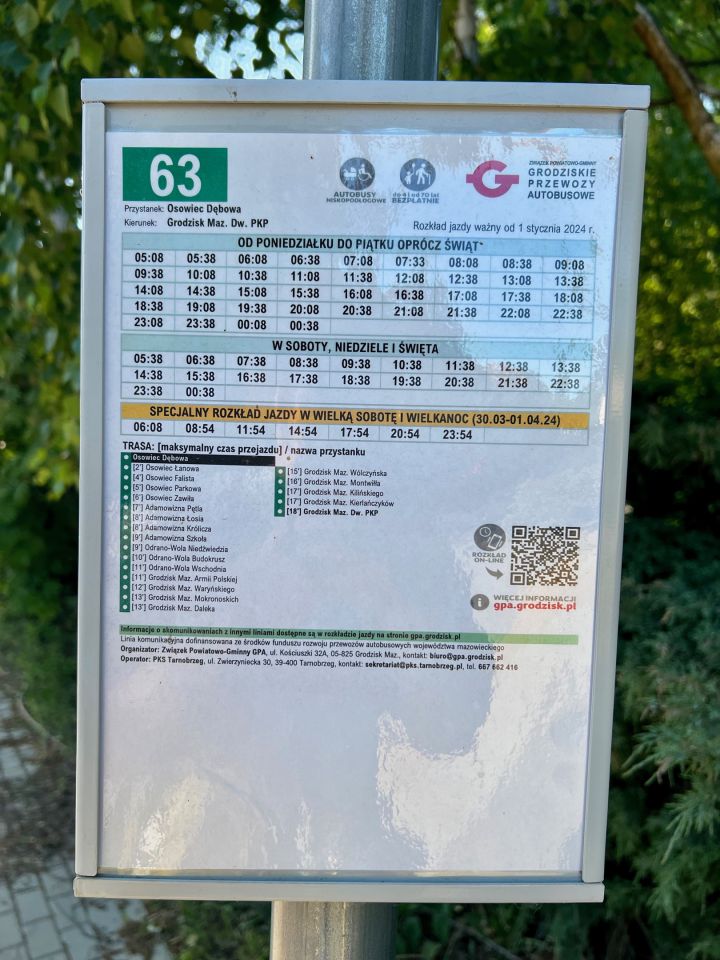 63
AUTOBUSY
NISKOPODŁOGOWE
do 4 i od 70 lat
BEZPŁATNIE
ZWIĄZEK POWIATOWO-GMINNY
GRODZISKIE
PRZEWOZY
AUTOBUSOWE
Przystanek: Osowiec Dębowa
Kierunek: Grodzisk Maz. Dw. PKP
Rozkład jazdy ważny od 1 stycznia 2024 r.
OD PONIEDZIAŁKU DO PIĄTKU OPRÓCZ ŚWIĄT
05:08 05:38 06:08 06:38 07:08 07:33 08:08 08:38 09:08
09:38 10:08 10:38 11:08 11:38 12:08 12:38 13:08 13:38
14:08 14:38 15:08 15:38 16:08 16:38 17:08 17:38 18:08
18:38 19:08 19:38 20:08 20:38 21:08 21:38 22:08 22:38
23:08 23:38 00:08 00:38
W SOBOTY, NIEDZIELE I ŚWIĘTA
05:38 06:38 07:38 08:38 09:38 10:38 11:38 12:38 13:38
14:38 15:38 16:38 17:38 18:38 19:38 20:38 21:38 22:38
23:38 00:38
SPECJALNY ROZKŁAD JAZDY W WIELKĄ SOBOTĘ I WIELKANOC (30.03-01.04.24)
06:08 08:54 11:54 14:54 17:54 20:54 23:54
TRASA: [maksymalny czas przejazdu] / nazwa przystanku
Osowiec Dębowa
[2'] Osowiec Łanowa
[4'] Osowiec Falista
[5'] Osowiec Parkowa
[6'] Osowiec Zawiła
[7'] Adamowizna Pętla
[8'] Adamowizna Łosia
[8'] Adamowizna Królicza
[9'] Adamowizna Szkoła
[9'] Odrano-Wola Niedźwiedzia
[10'] Odrano-Wola Budokrusz
[11'] Odrano-Wola Wschodnia
[11'] Grodzisk Maz. Armii Polskiej
[12'] Grodzisk Maz. Waryńskiego
[13'] Grodzisk Maz. Mokronoskich
[13'] Grodzisk Maz. Daleka
[15'] Grodzisk Maz. Wólczyńska
[16'] Grodzisk Maz. Montwiłła
[17'] Grodzisk Maz. Kilińskiego
[17'] Grodzisk Maz. Kierlańczyków
[18'] Grodzisk Maz. Dw. PKP
ROZKŁAD
ON-LINE
WIĘCEJ INFORMACJI
gpa.grodzisk.pl
Informacje o skomunikowaniach z innymi liniami dostępne są w rozkładzie jazdy na stronie gpa.grodzisk.pl
Linia komunikacyjna dofinansowana ze środków funduszu rozwoju przewozów autobusowych województwa mazowieckiego
Organizator: Związek Powiatowo-Gminny GPA, ul. Kościuszki 32A, 05-825 Grodzisk Maz., kontakt: biuro@gpa.grodzisk.pl
Operator: PKS Tarnobrzeg, ul. Zwierzyniecka 30, 39-400 Tarnobrzeg, kontakt: sekretariat@pks.tarnobrzeg.pl, tel. 667 662 416